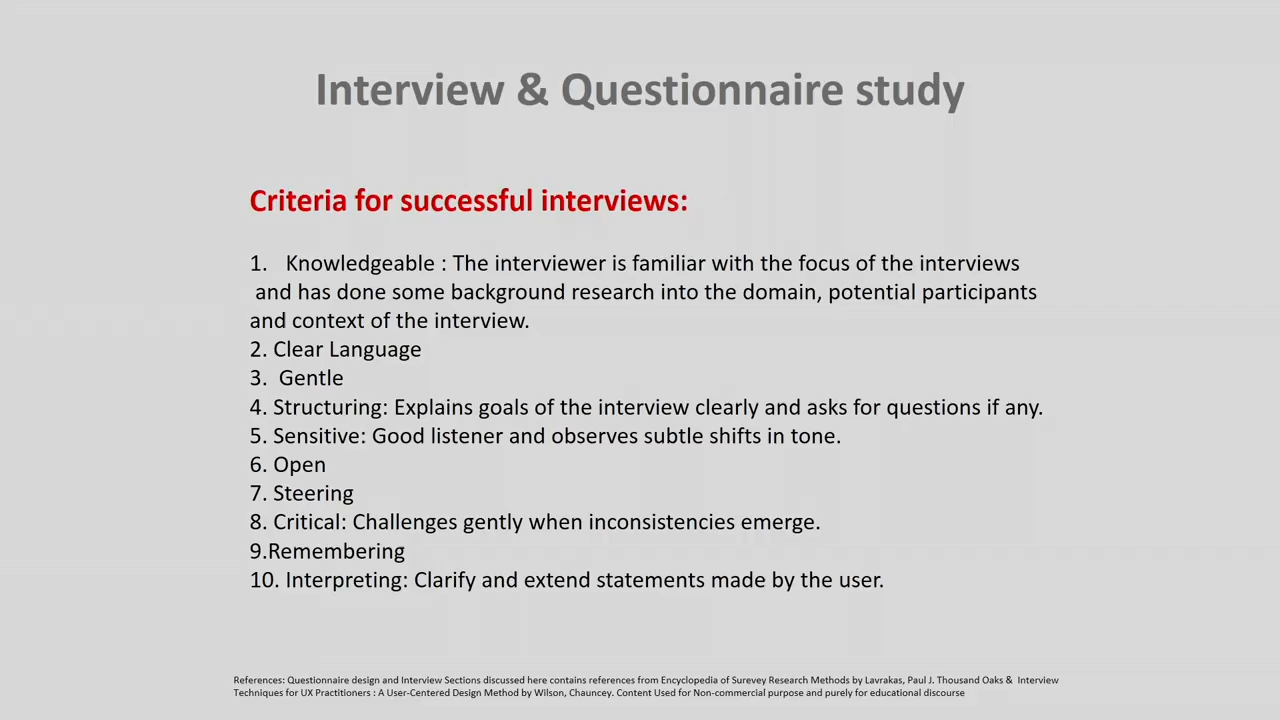 Interview & Questionnaire study
Criteria for successful interviews:
1. Knowledgeable : The interviewer is familiar with the focus of the interviews
and has done some background research into the domain, potential participants
and context of the interview.
2. Clear Language
3. Gentle
4. Structuring: Explains goals of the interview clearly and asks for questions if any.
5. Sensitive: Good listener and observes subtle shifts in tone.
6. Open
7. Steering
8. Critical: Challenges gently when inconsistencies emerge.
9.Remembering
10. Interpreting: Clarify and extend statements made by the user.
References: Questionnaire design and Interview Sections discussed here contains references from Encyclopedia of Surevey Research Methods by Lavrakas, Paul J. Thousand Oaks & Interview
Techniques for UX Practitioners : A User-Centered Design Method by Wilson, Chauncey. Content Used for Non-commercial purpose and purely for educational discourse